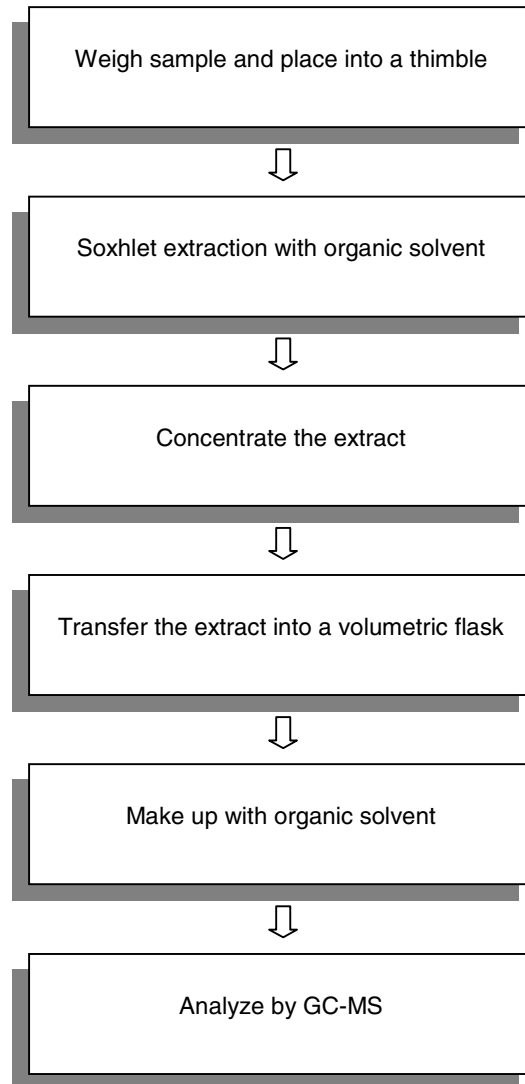 Weigh sample and place into a thimble
Soxhlet extraction with organic solvent
Concentrate the extract
Transfer the extract into a volumetric flask
Make up with organic solvent
Analyze by GC-MS